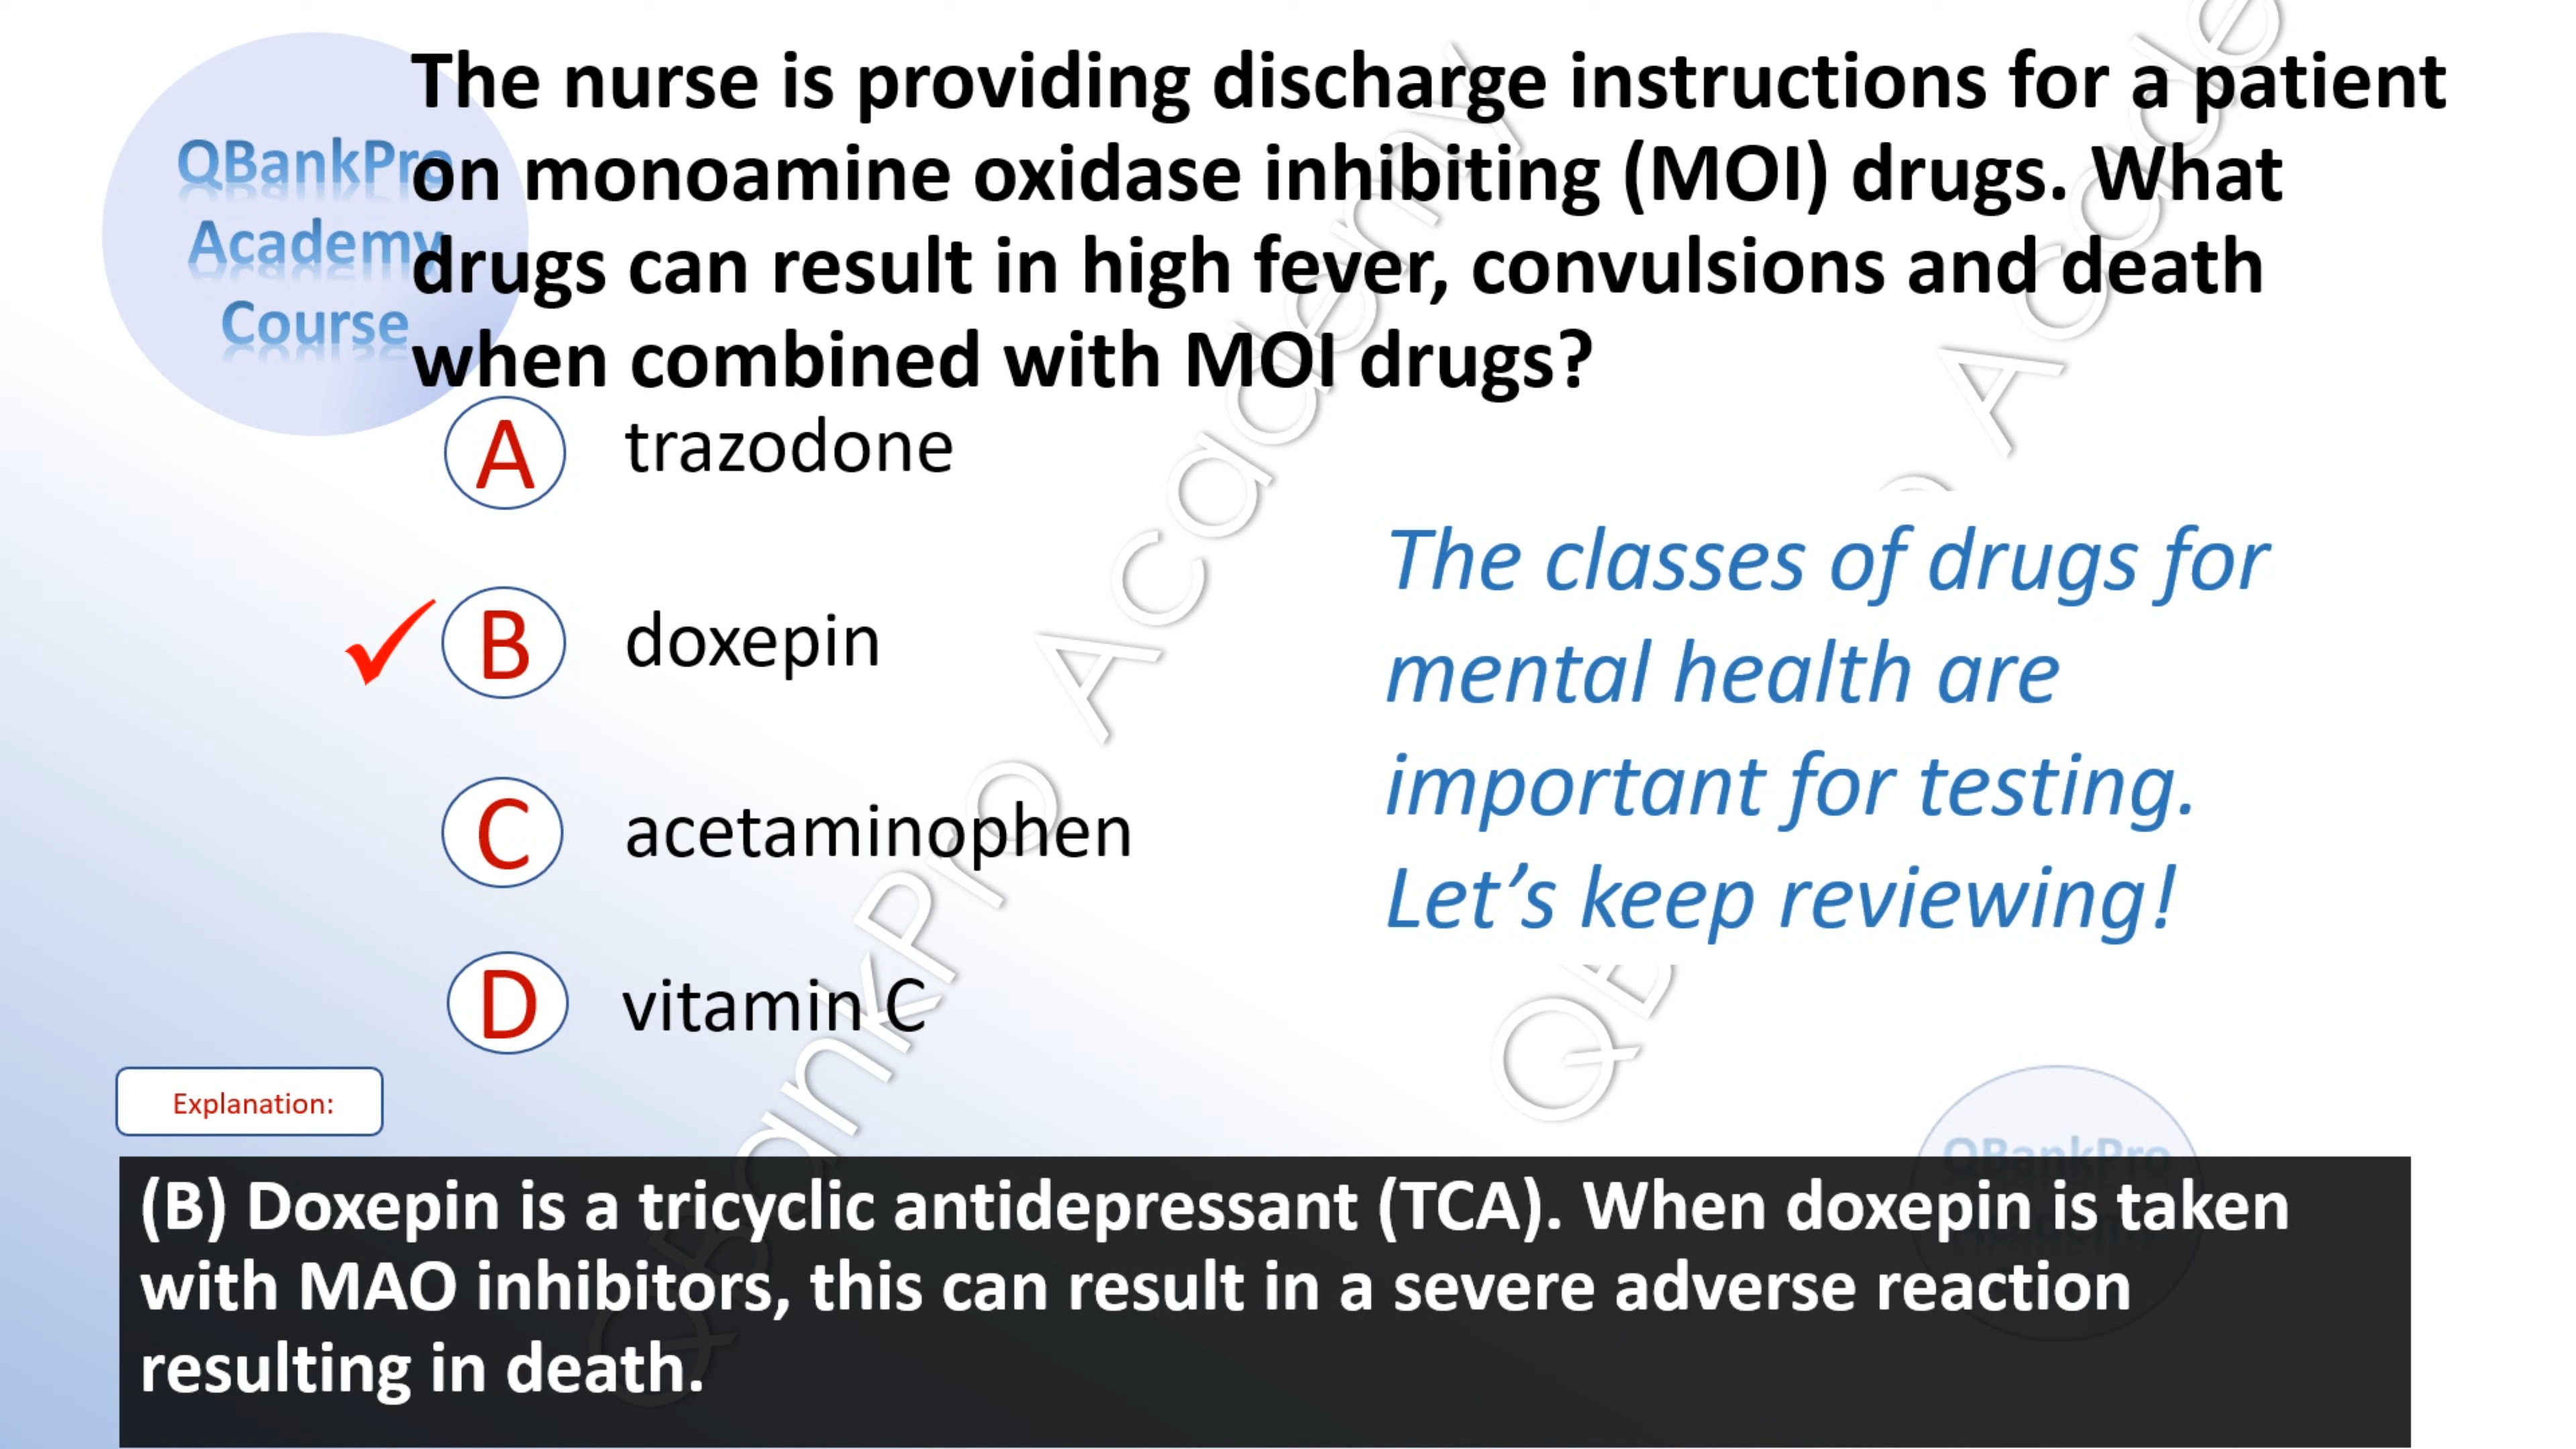 QBankPro
Academy
Course
The nurse is providing discharge instructions for a patient
on monoamine oxidase inhibiting (MOI) drugs. What
drugs can result in high fever, convulsions and death
when combined with MOI drugs?
A trazodone
B doxepin
C acetaminophen
D vitamin C
The classes of drugs for
mental health are
important for testing.
Let’s keep reviewing!
Explanation:
(B) Doxepin is a tricyclic antidepressant (TCA). When doxepin is taken
with MAO inhibitors, this can result in a severe adverse reaction
resulting in death.
QBankPro Academy
QBankPro